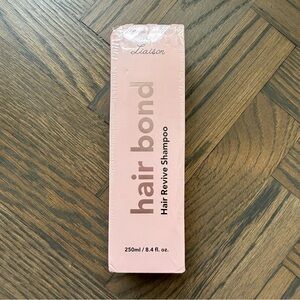 Liaison
hair bond
Hair Revive Shampoo
250ml / 8.4 fl. oz.